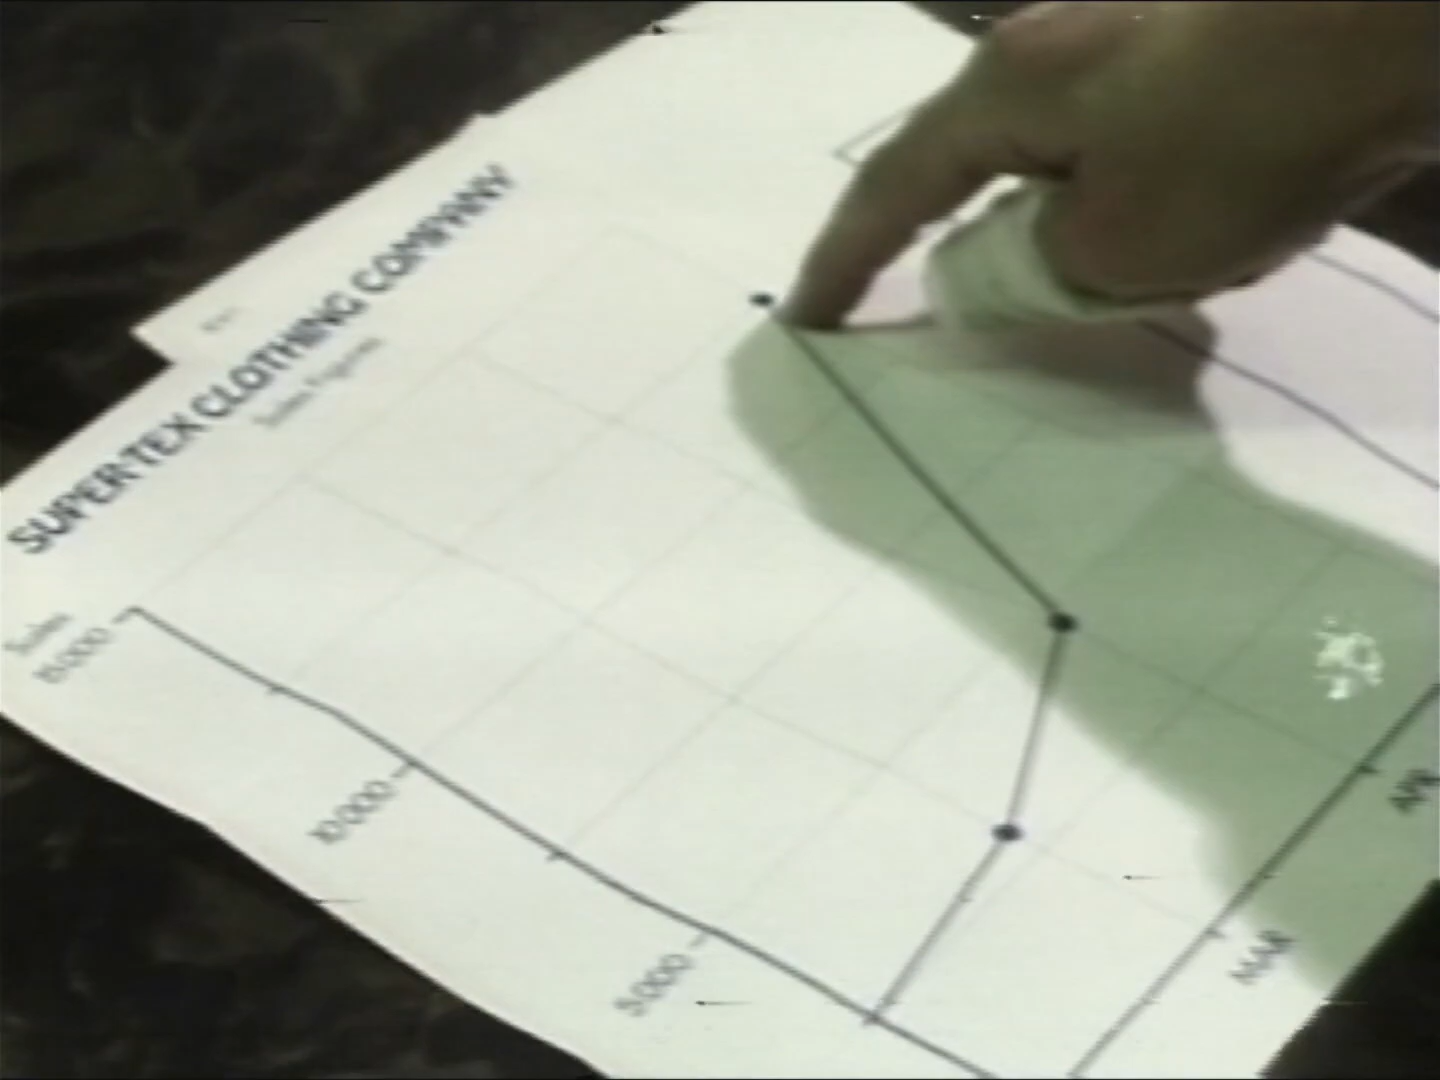 SUPERTEX CLOTHING COMPANY
Sales Figures
Sales
15,000
10,000
5,000
MAR
APR